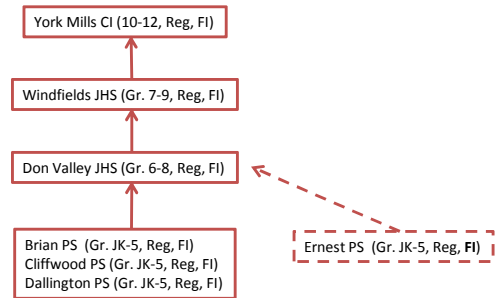 York Mills CI (10-12, Reg, FI)
Windfields JHS (Gr. 7-9, Reg, FI)
Don Valley JHS (Gr. 6-8, Reg, FI)
Brian PS (Gr. JK-5, Reg, FI)
Cliffwood PS (Gr. JK-5, Reg, FI)
Dallington PS (Gr. JK-5, Reg, FI)
Ernest PS (Gr. JK-5, Reg, FI)